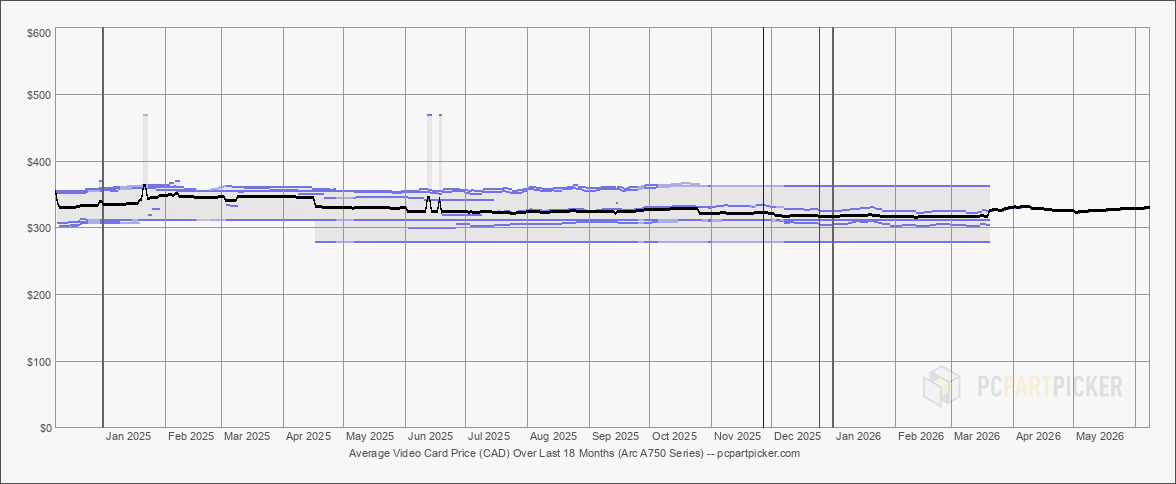 $600
$500
$400
$300
$200
$100
$0
PCPARTPICKER
Jan 2025 Feb 2025 Mar 2025 Apr 2025 May 2025 Jun 2025 Jul 2025 Aug 2025 Sep 2025 Oct 2025 Nov 2025 Dec 2025 Jan 2026 Feb 2026 Mar 2026 Apr 2026 May 2026
Average Video Card Price (CAD) Over Last 18 Months (Arc A750 Series) -- pcpartpicker.com